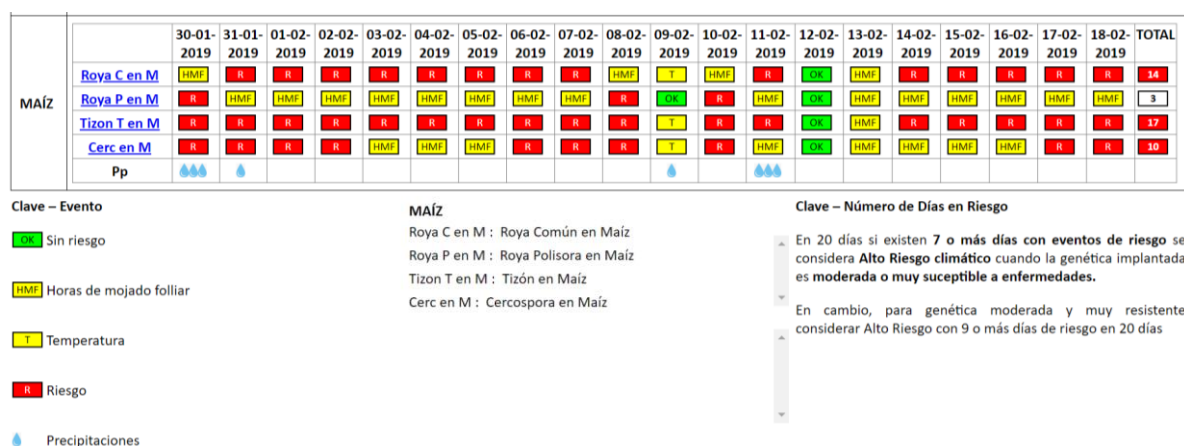 30-01-2019 31-01-2019 01-02-2019 02-02-2019 03-02-2019 04-02-2019 05-02-2019 06-02-2019 07-02-2019 08-02-2019 09-02-2019 10-02-2019 11-02-2019 12-02-2019 13-02-2019 14-02-2019 15-02-2019 16-02-2019 17-02-2019 18-02-2019 TOTAL
MAÍZ
Roya C en M HMF R R R R R R R R HMF T HMF R OK HMF R R R R R 14
Roya P en M R HMF HMF HMF HMF HMF HMF HMF HMF R OK R HMF OK HMF HMF HMF HMF HMF HMF 3
Tizon T en M R R R R R R R R R R T R R OK HMF R R R R R 17
Cerc en M R R R R HMF HMF HMF R R R T R HMF OK HMF HMF HMF HMF R R 10
Pp
Clave – Evento
OK Sin riesgo
HMF Horas de mojado folliar
T Temperatura
R Riesgo
Precipitaciones
MAÍZ
Roya C en M : Roya Común en Maíz
Roya P en M : Roya Polisora en Maíz
Tizon T en M : Tizón en Maíz
Cerc en M : Cercospora en Maíz
Clave – Número de Días en Riesgo
En 20 días si existen 7 o más días con eventos de riesgo se
considera Alto Riesgo climático cuando la genética implantada
es moderada o muy suceptible a enfermedades.
En cambio, para genética moderada y muy resistente
considerar Alto Riesgo con 9 o más días de riesgo en 20 días